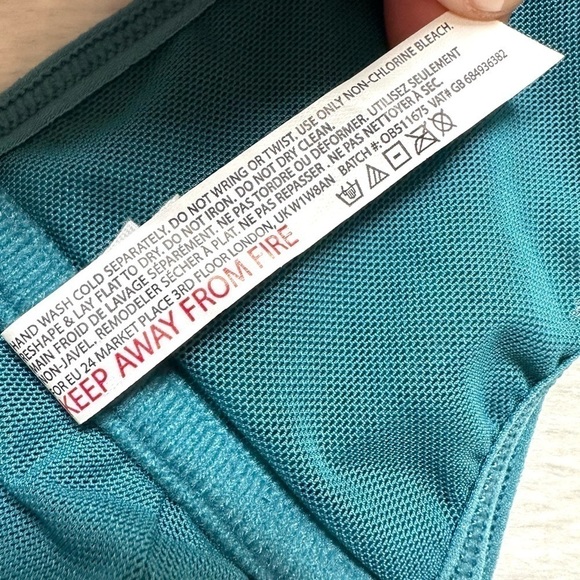 HAND WASH COLD SEPARATELY. DO NOT WRING OR TWIST. USE ONLY NON-CHLORINE BLEACH.
RESHAPE & LAY FLAT TO DRY. DO NOT IRON. DO NOT DRY CLEAN.
MAIN FROID DE LAVAGE SÉPARÉMENT. NE PAS TORDRE OU DÉFORMER. UTILISEZ SEULEMENT
NON-JAVEL. REMODELER SÉCHER À PLAT. NE PAS REPASSER. NE PAS NETTOYER À SEC.
FOR EU 24 MARKET PLACE 3RD FLOOR LONDON, UK W1W8AN BATCH #: OB511675 VAT# GB 684936382
KEEP AWAY FROM FIRE